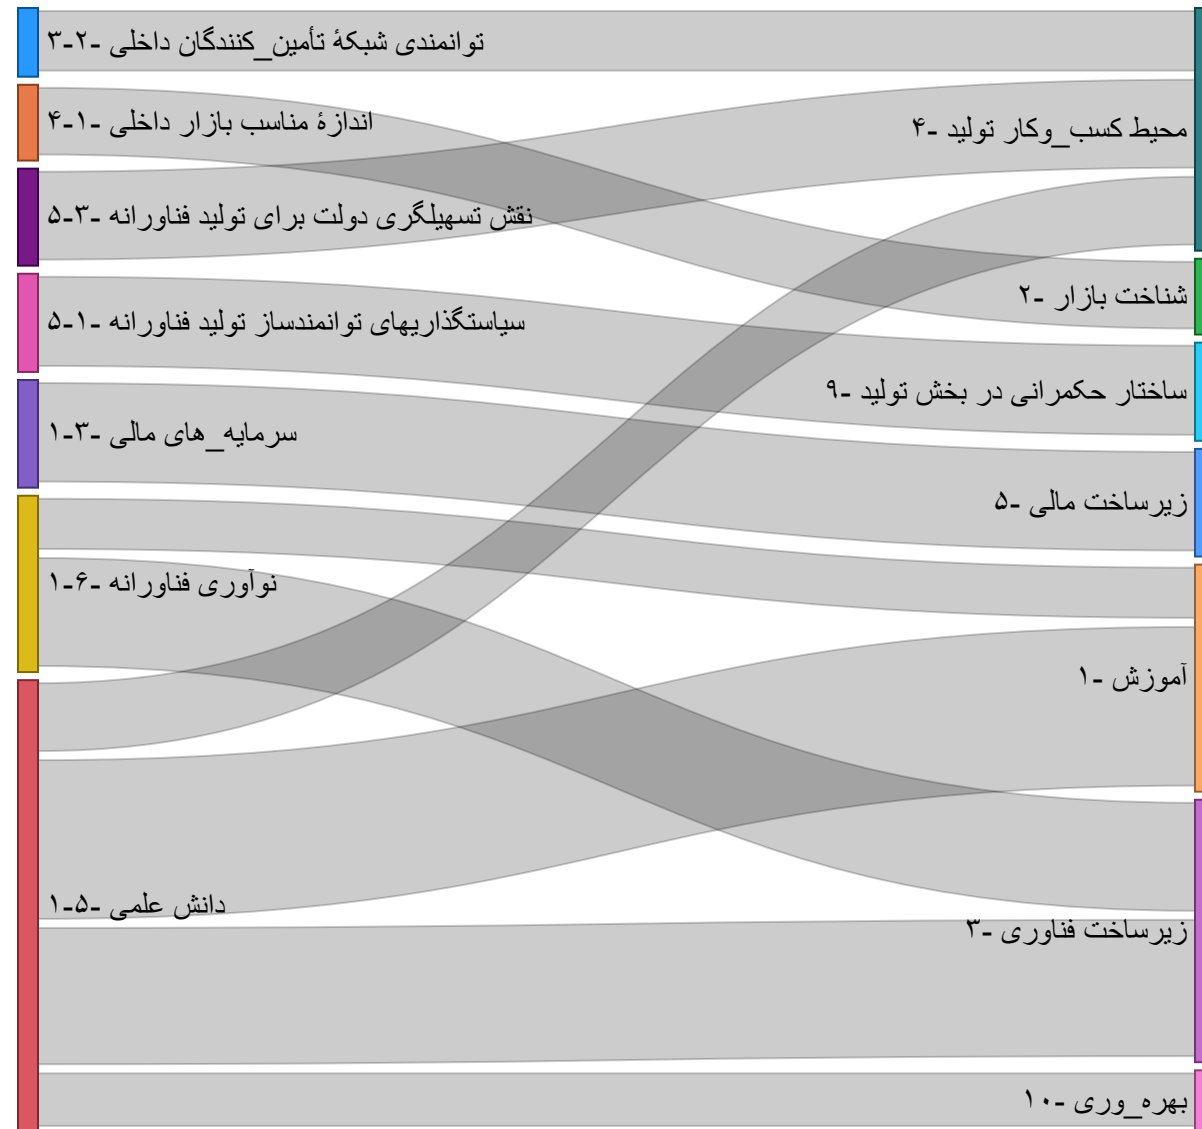 توانمندی شبکهٔ تأمین_کنندگان داخلی -۲-۳
اندازهٔ مناسب بازار داخلی -۱-۴
نقش تسهیلگری دولت برای تولید فناورانه -۳-۵
سیاستگذاریهای توانمندساز تولید فناورانه -۱-۵
سرمایه_های مالی -۳-۱
نوآوری فناورانه -۶-۱
دانش علمی -۵-۱
محیط کسب_وکار تولید -۴
شناخت بازار -۲
ساختار حکمرانی در بخش تولید -۹
زیرساخت مالی -۵
آموزش -۱
زیرساخت فناوری -۳
بهره_وری -۱۰